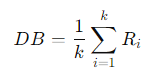 DB = \frac{1}{k} \sum_{i=1}^{k} R_i